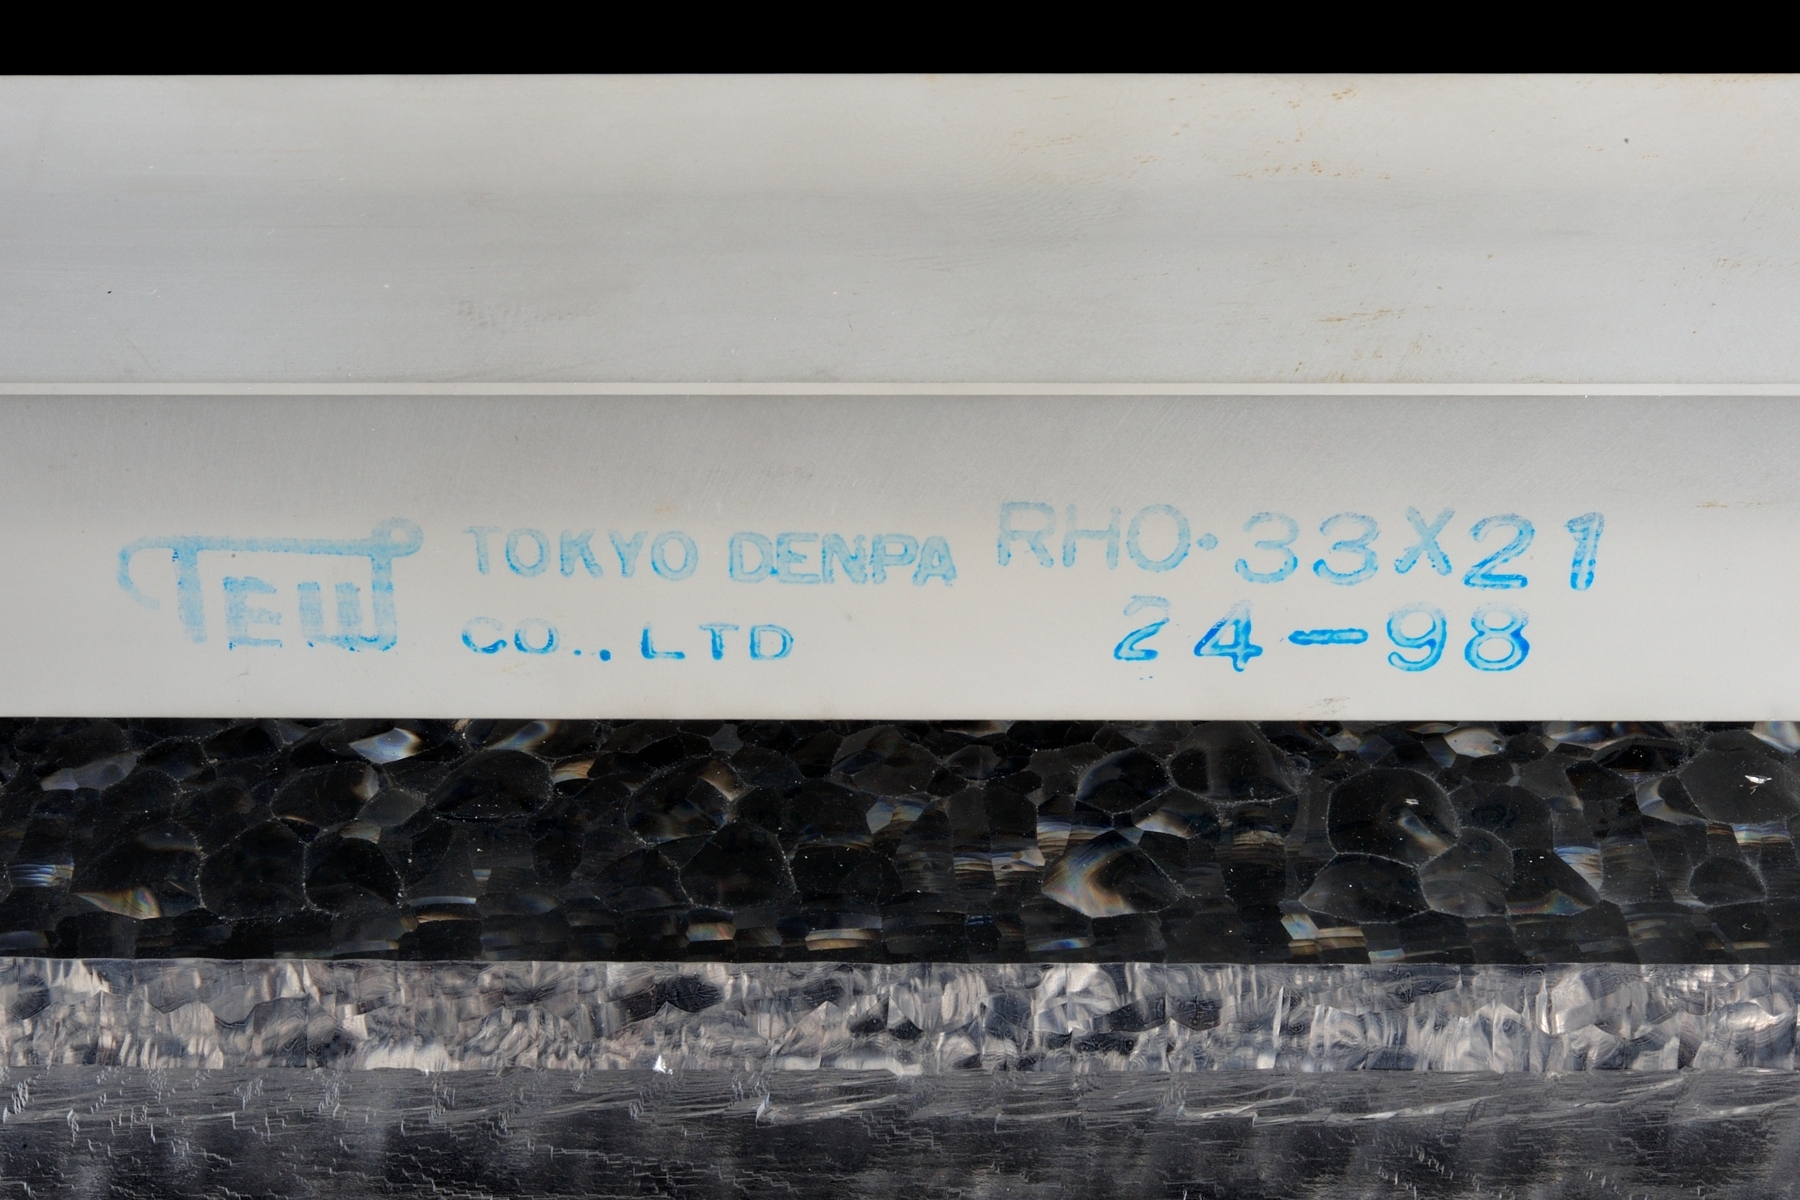 TEW TOKYO DENPA RHO·33X21
CO., LTD 24-98